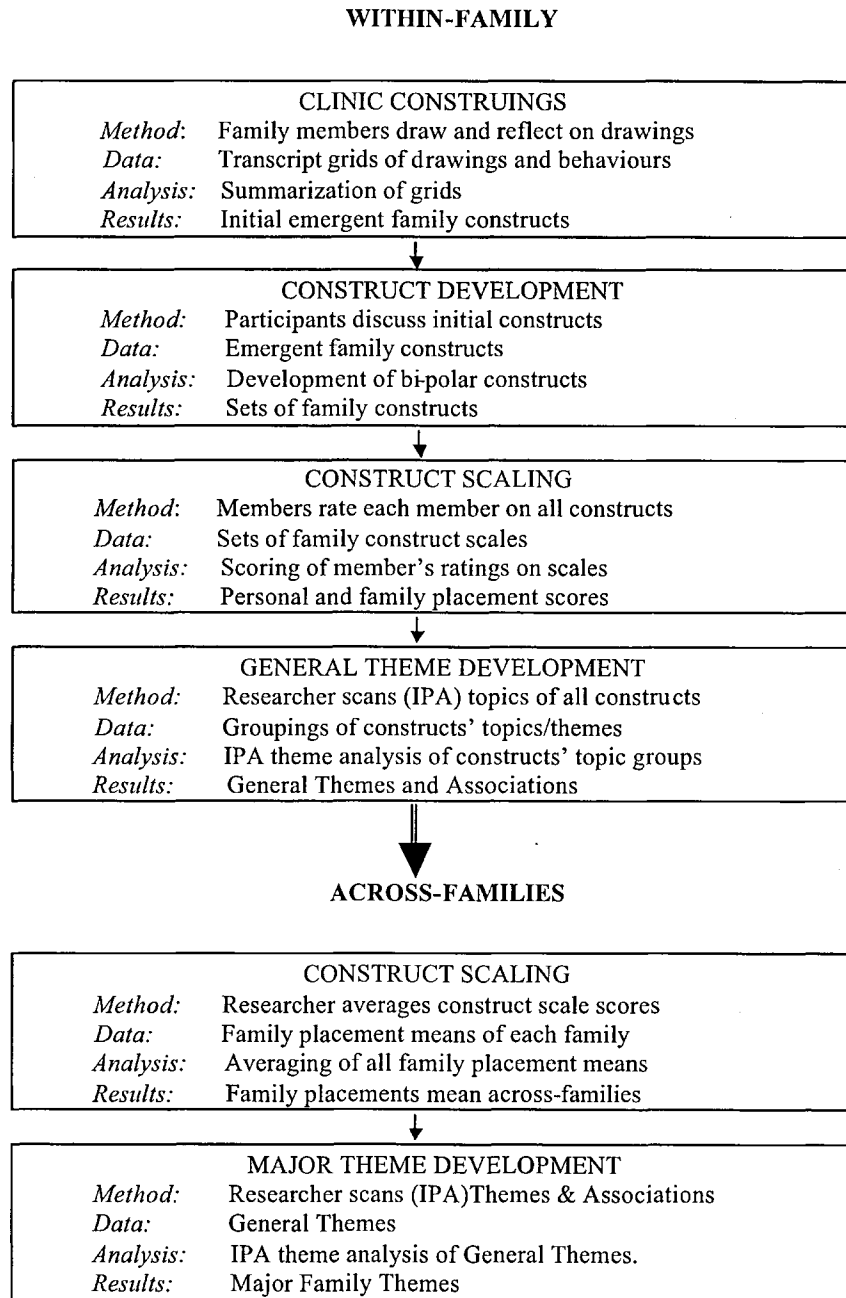 WITHIN-FAMILY
CLINIC CONSTRUINGS
Method: Family members draw and reflect on drawings
Data: Transcript grids of drawings and behaviours
Analysis: Summarization of grids
Results: Initial emergent family constructs
CONSTRUCT DEVELOPMENT
Method: Participants discuss initial constructs
Data: Emergent family constructs
Analysis: Development of bi-polar constructs
Results: Sets of family constructs
CONSTRUCT SCALING
Method: Members rate each member on all constructs
Data: Sets of family construct scales
Analysis: Scoring of member's ratings on scales
Results: Personal and family placement scores
GENERAL THEME DEVELOPMENT
Method: Researcher scans (IPA) topics of all constructs
Data: Groupings of constructs' topics/themes
Analysis: IPA theme analysis of constructs' topic groups
Results: General Themes and Associations
ACROSS-FAMILIES
CONSTRUCT SCALING
Method: Researcher averages construct scale scores
Data: Family placement means of each family
Analysis: Averaging of all family placement means
Results: Family placements mean across-families
MAJOR THEME DEVELOPMENT
Method: Researcher scans (IPA)Themes & Associations
Data: General Themes
Analysis: IPA theme analysis of General Themes.
Results: Major Family Themes